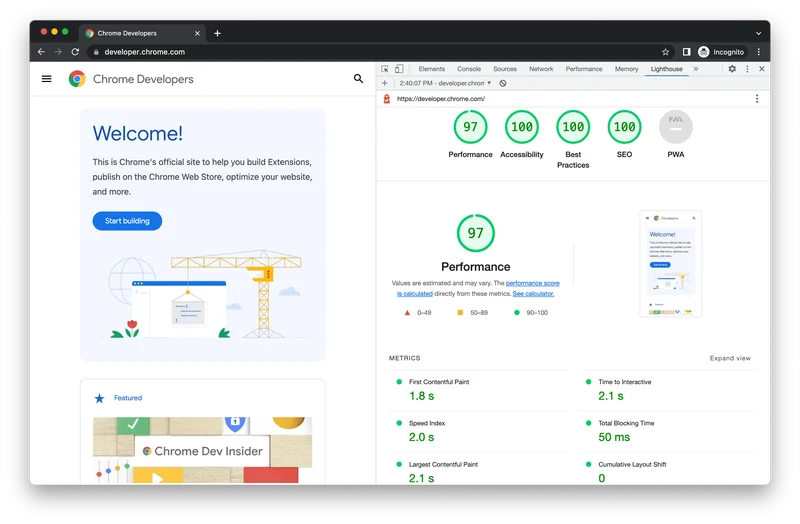 Chrome Developers
developer.chrome.com
Incognito
Chrome Developers
Welcome!
This is Chrome's official site to help you build Extensions,
publish on the Chrome Web Store, optimize your website,
and more.
Start building
Featured
Chrome Dev Insider
Elements Console Sources Network Performance Memory Lighthouse
2:40:07 PM - developer.chrom
https://developer.chrome.com/
97 100 100 100
Performance Accessibility Best Practices SEO PWA
97
Performance
Values are estimated and may vary. The performance score
is calculated directly from these metrics. See calculator.
0–49 50–89 90–100
Developers
Welcome!
METRICS Expand view
First Contentful Paint
1.8 s
Time to Interactive
2.1 s
Speed Index
2.0 s
Total Blocking Time
50 ms
Largest Contentful Paint
2.1 s
Cumulative Layout Shift
0